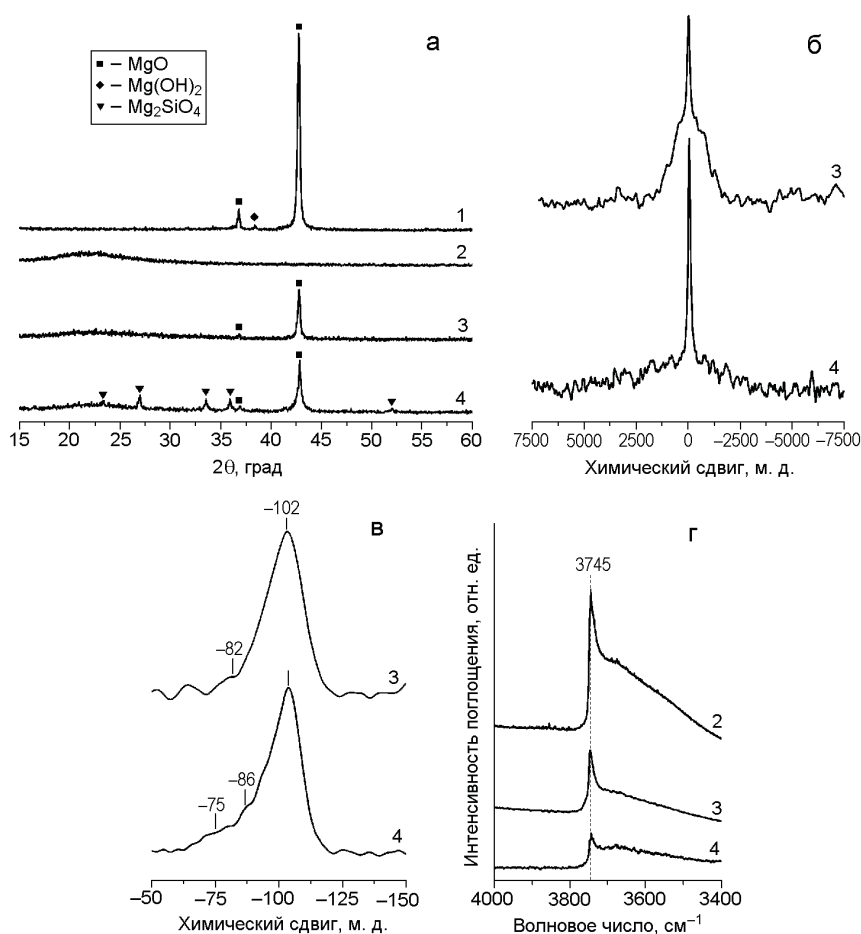 а
■ – MgO
◆ – Mg(OH)2
▼ – Mg2SiO4
1
2
3
4
15 20 25 30 35 40 45 50 55 60
2θ, град
б
3
4
7500 5000 2500 0 –2500 –5000 –7500
Химический сдвиг, м. д.
в
–102
–82
3
–86
–75
4
–50 –75 –100 –125 –150
Химический сдвиг, м. д.
г
3745
2
3
4
Интенсивность поглощения, отн. ед.
4000 3800 3600 3400
Волновое число, см–1